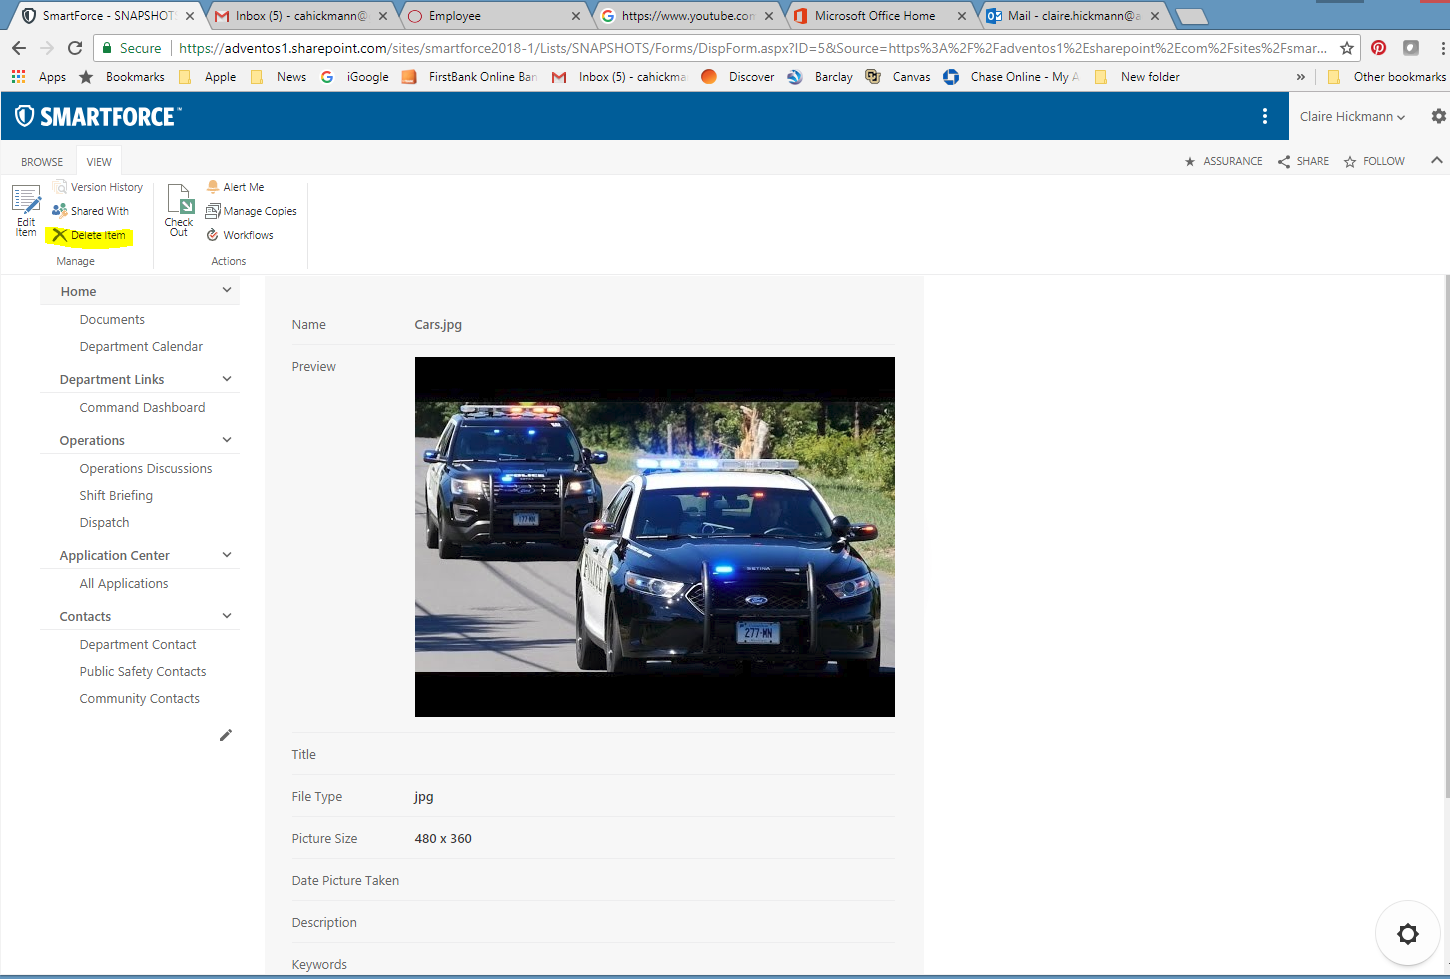 SmartForce - SNAPSHOTS
Inbox (5) - cahickmann@
Employee
https://www.youtube.com
Microsoft Office Home
Mail - claire.hickmann@a
Secure
https://adventos1.sharepoint.com/sites/smartforce2018-1/Lists/SNAPSHOTS/Forms/DispForm.aspx?ID=5&Source=https%3A%2F%2Fadventos1%2Esharepoint%2Ecom%2Fsites%2Fsmar...
Apps
Bookmarks
Apple
News
iGoogle
FirstBank Online Ban
Inbox (5) - cahickma
Discover
Barclay
Canvas
Chase Online - My A
New folder
»
Other bookmarks
SMARTFORCE™
Claire Hickmann
BROWSE
VIEW
ASSURANCE
SHARE
FOLLOW
Edit
Item
Version History
Shared With
Delete Item
Manage
Check
Out
Alert Me
Manage Copies
Workflows
Actions
Home
Documents
Department Calendar
Department Links
Command Dashboard
Operations
Operations Discussions
Shift Briefing
Dispatch
Application Center
All Applications
Contacts
Department Contact
Public Safety Contacts
Community Contacts
Name
Cars.jpg
Preview
POLICE
Ford
177-MN
SETINA
Ford
277-MN
Title
File Type
jpg
Picture Size
480 x 360
Date Picture Taken
Description
Keywords